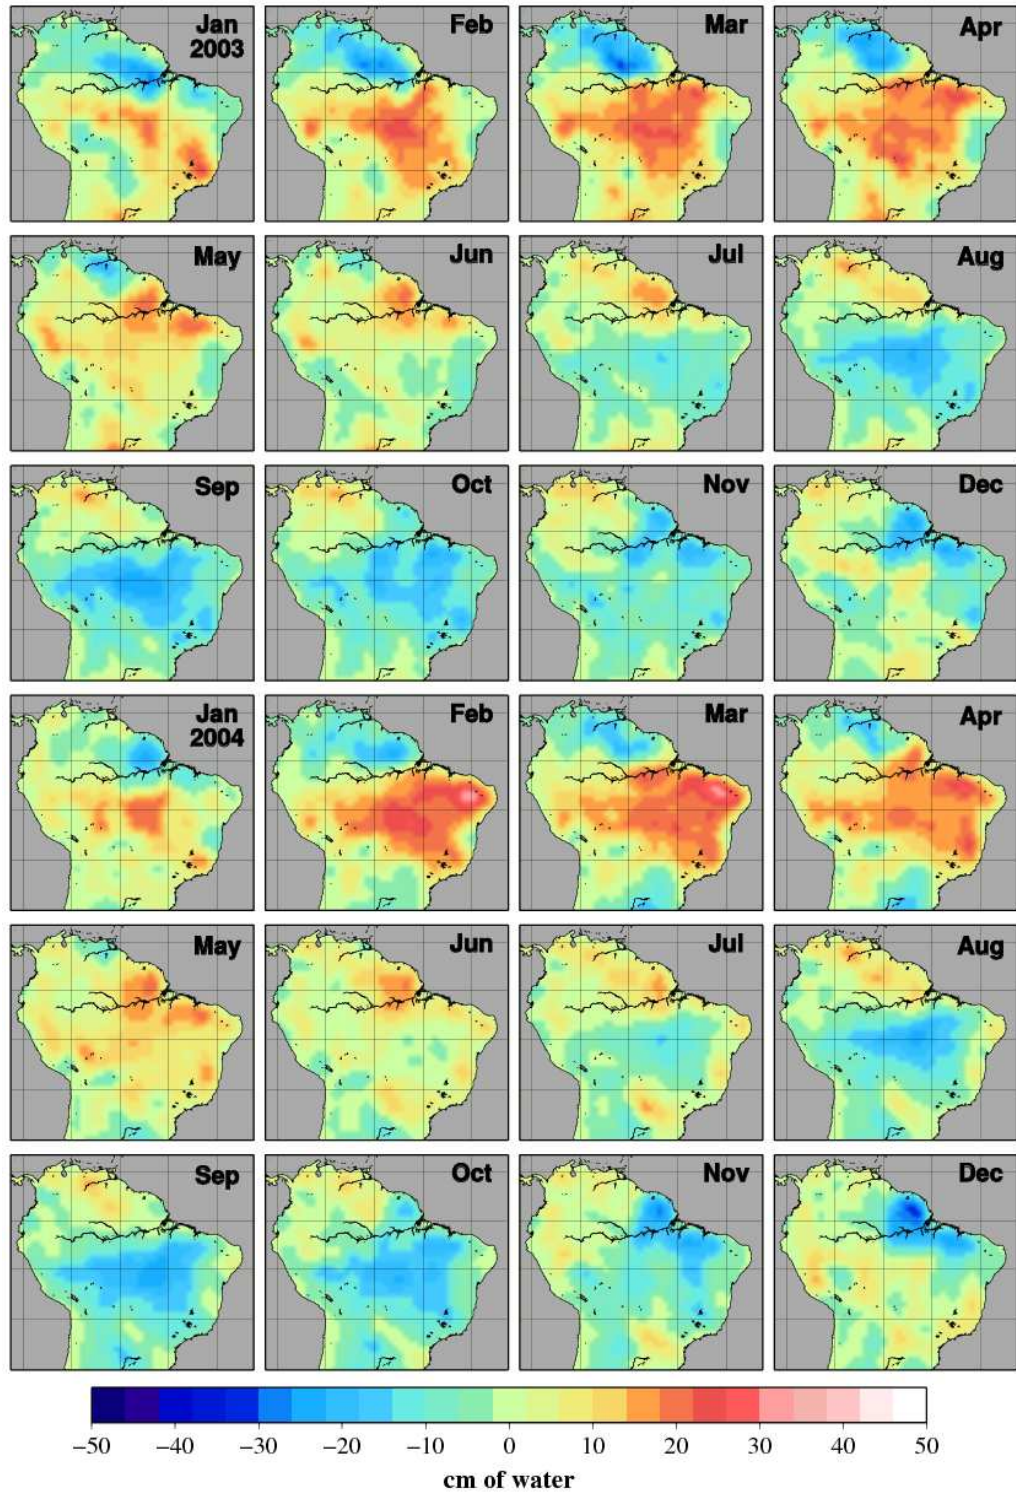 Jan
2003
Feb
Mar
Apr
May
Jun
Jul
Aug
Sep
Oct
Nov
Dec
Jan
2004
Feb
Mar
Apr
May
Jun
Jul
Aug
Sep
Oct
Nov
Dec
−50 −40 −30 −20 −10 0 10 20 30 40 50
cm of water